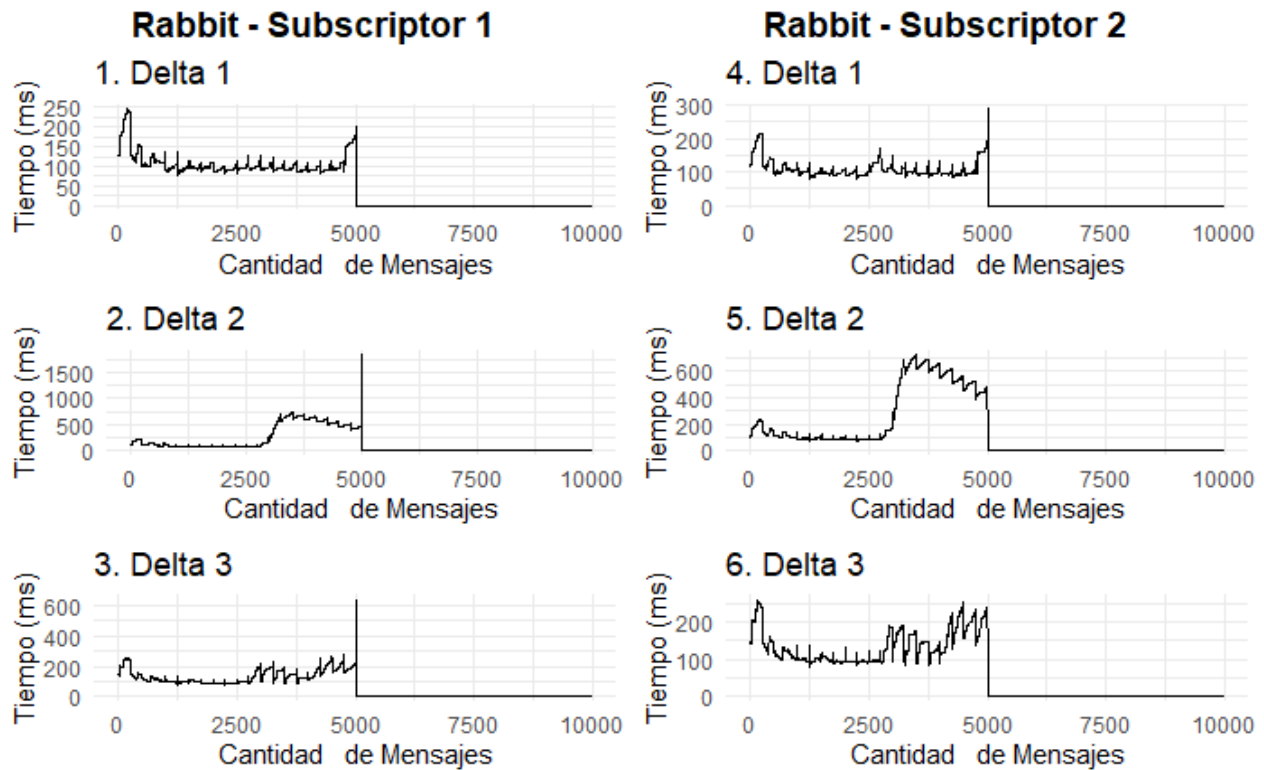 Rabbit - Subscriptor 1
1. Delta 1
Tiempo (ms)
250
200
150
100
50
0
0 2500 5000 7500 10000
Cantidad de Mensajes
2. Delta 2
Tiempo (ms)
1500
1000
500
0
0 2500 5000 7500 10000
Cantidad de Mensajes
3. Delta 3
Tiempo (ms)
600
400
200
0
0 2500 5000 7500 10000
Cantidad de Mensajes
Rabbit - Subscriptor 2
4. Delta 1
Tiempo (ms)
300
200
100
0
0 2500 5000 7500 10000
Cantidad de Mensajes
5. Delta 2
Tiempo (ms)
600
400
200
0
0 2500 5000 7500 10000
Cantidad de Mensajes
6. Delta 3
Tiempo (ms)
200
100
0
0 2500 5000 7500 10000
Cantidad de Mensajes